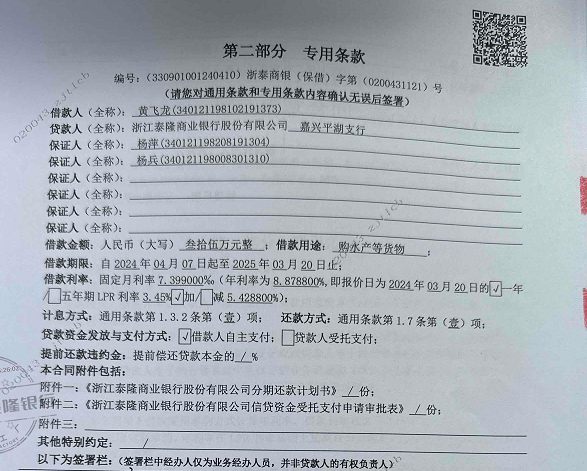 第二部分 专用条款
编号：（330901001240410）浙泰商银（保借）字第（0200431121）号
（请您对通用条款和专用条款内容确认无误后签署）
借款人（全称）：黄飞龙(340121198102191373)
贷款人（全称）：浙江泰隆商业银行股份有限公司 嘉兴平湖支行
保证人（全称）：杨萍(340121198208191304)
保证人（全称）：杨兵(340121198008301310)
保证人（全称）：
保证人（全称）：
保证人（全称）：
保证人（全称）：
借款金额：人民币（大写）叁拾伍万元整；借款用途：购水产等货物；
借款期限：自 2024 年 04 月 07 日起至 2025 年 03 月 20 日止；
借款利率：固定月利率 7.399000%（年利率为 8.878800%，即报价日为 2024 年 03 月 20 日的☑一年
/□五年期 LPR 利率 3.45%☑加/□减 5.428800%）；
计息方式：通用条款第 1.3.2 条第（壹）项； 还款方式：通用条款第 1.7 条第（壹）项；
贷款资金发放与支付方式：☑借款人自主支付；□贷款人受托支付；
提前还款违约金：提前偿还贷款本金的 / %
本合同附件包括：
附件一：《浙江泰隆商业银行股份有限公司分期还款计划书》 / 份；
附件二：《浙江泰隆商业银行股份有限公司信贷资金受托支付申请审批表》 / 份；
附件三：
其他特别约定： /
以下为签署栏：（签署栏中经办人仅为业务经办人员，并非贷款人的有权负责人）